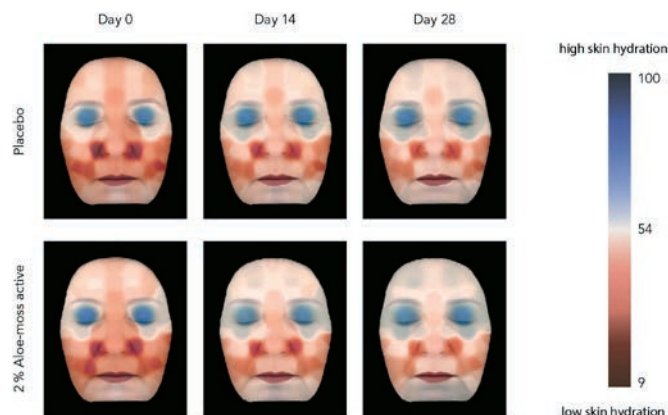 Day 0
Day 14
Day 28
Placebo
2 % Aloe-moss active
high skin hydration
100
54
9
low skin hydration